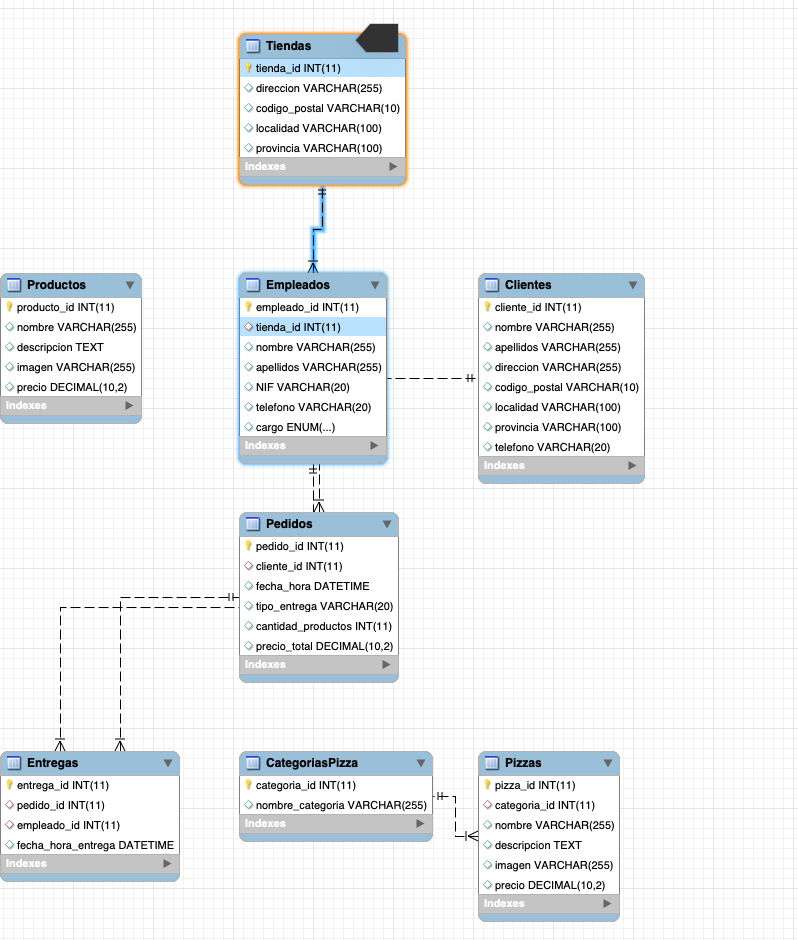 Tiendas
tienda_id INT(11)
direccion VARCHAR(255)
codigo_postal VARCHAR(10)
localidad VARCHAR(100)
provincia VARCHAR(100)
Indexes
Productos
producto_id INT(11)
nombre VARCHAR(255)
descripcion TEXT
imagen VARCHAR(255)
precio DECIMAL(10,2)
Indexes
Empleados
empleado_id INT(11)
tienda_id INT(11)
nombre VARCHAR(255)
apellidos VARCHAR(255)
NIF VARCHAR(20)
telefono VARCHAR(20)
cargo ENUM(...)
Indexes
Clientes
cliente_id INT(11)
nombre VARCHAR(255)
apellidos VARCHAR(255)
direccion VARCHAR(255)
codigo_postal VARCHAR(10)
localidad VARCHAR(100)
provincia VARCHAR(100)
telefono VARCHAR(20)
Indexes
Pedidos
pedido_id INT(11)
cliente_id INT(11)
fecha_hora DATETIME
tipo_entrega VARCHAR(20)
cantidad_productos INT(11)
precio_total DECIMAL(10,2)
Indexes
Entregas
entrega_id INT(11)
pedido_id INT(11)
empleado_id INT(11)
fecha_hora_entrega DATETIME
Indexes
CategoriasPizza
categoria_id INT(11)
nombre_categoria VARCHAR(255)
Indexes
Pizzas
pizza_id INT(11)
categoria_id INT(11)
nombre VARCHAR(255)
descripcion TEXT
imagen VARCHAR(255)
precio DECIMAL(10,2)
Indexes